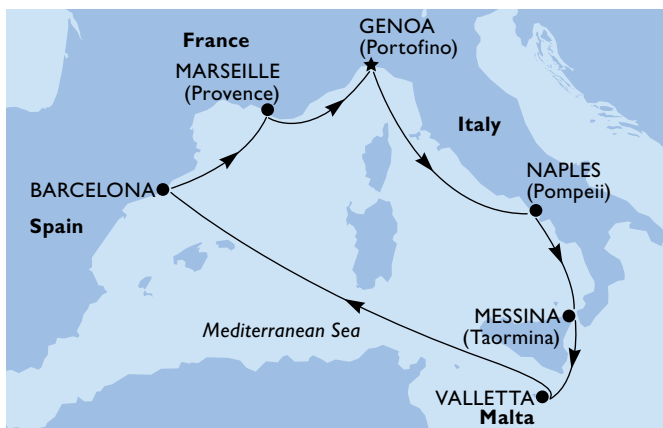 GENOA
(Portofino)
France
MARSEILLE
(Provence)
Italy
NAPLES
(Pompeii)
BARCELONA
Spain
MESSINA
(Taormina)
Mediterranean Sea
VALLETTA
Malta